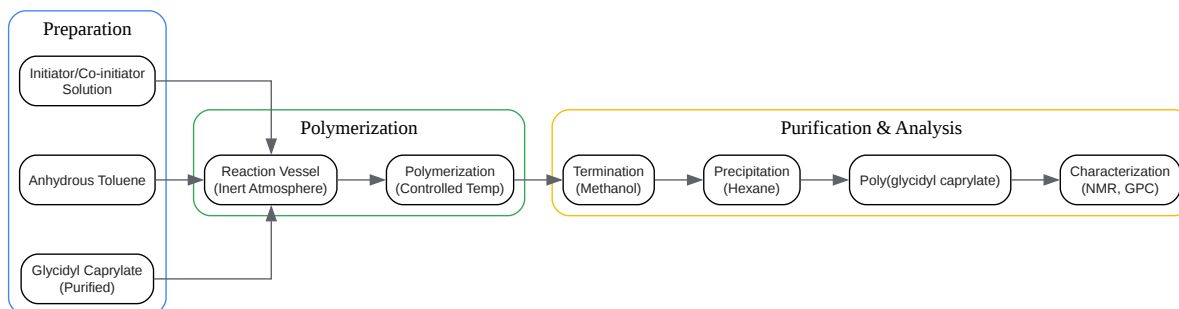 Preparation
Initiator/Co-initiator
Solution
Anhydrous Toluene
Glycidyl Caprylate
(Purified)
Polymerization
Reaction Vessel
(Inert Atmosphere)
Polymerization
(Controlled Temp)
Purification & Analysis
Termination
(Methanol)
Precipitation
(Hexane)
Poly(glycidyl caprylate)
Characterization
(NMR, GPC)